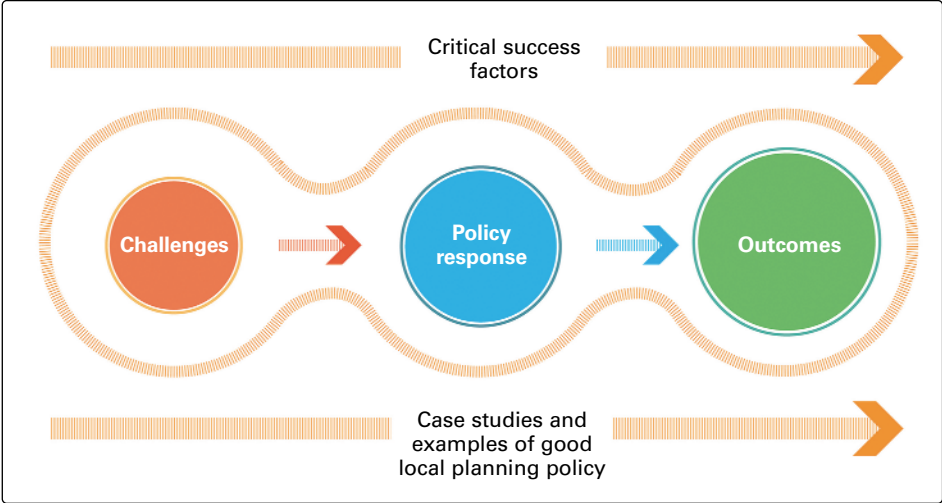 Critical success
factors
Challenges
Policy
response
Outcomes
Case studies and
examples of good
local planning policy